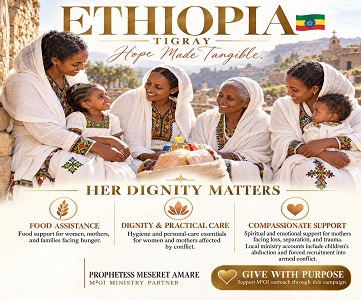 ETHIOPIA
TIGRAY
Hope Made Tangible.
HER DIGNITY MATTERS
FOOD ASSISTANCE
Food support for women, mothers,
and families facing hunger.
DIGNITY & PRACTICAL CARE
Hygiene and personal-care essentials
for women and mothers
affected by conflict.
COMPASSIONATE SUPPORT
Spiritual and emotional support for mothers
facing loss, separation, and trauma.
Local ministry accounts include children's
abduction and forced recruitment into
armed conflict.
PROPHETESS MESERET AMARE
M²OI MINISTRY PARTNER
GIVE WITH PURPOSE
Support M²OI outreach through this campaign.